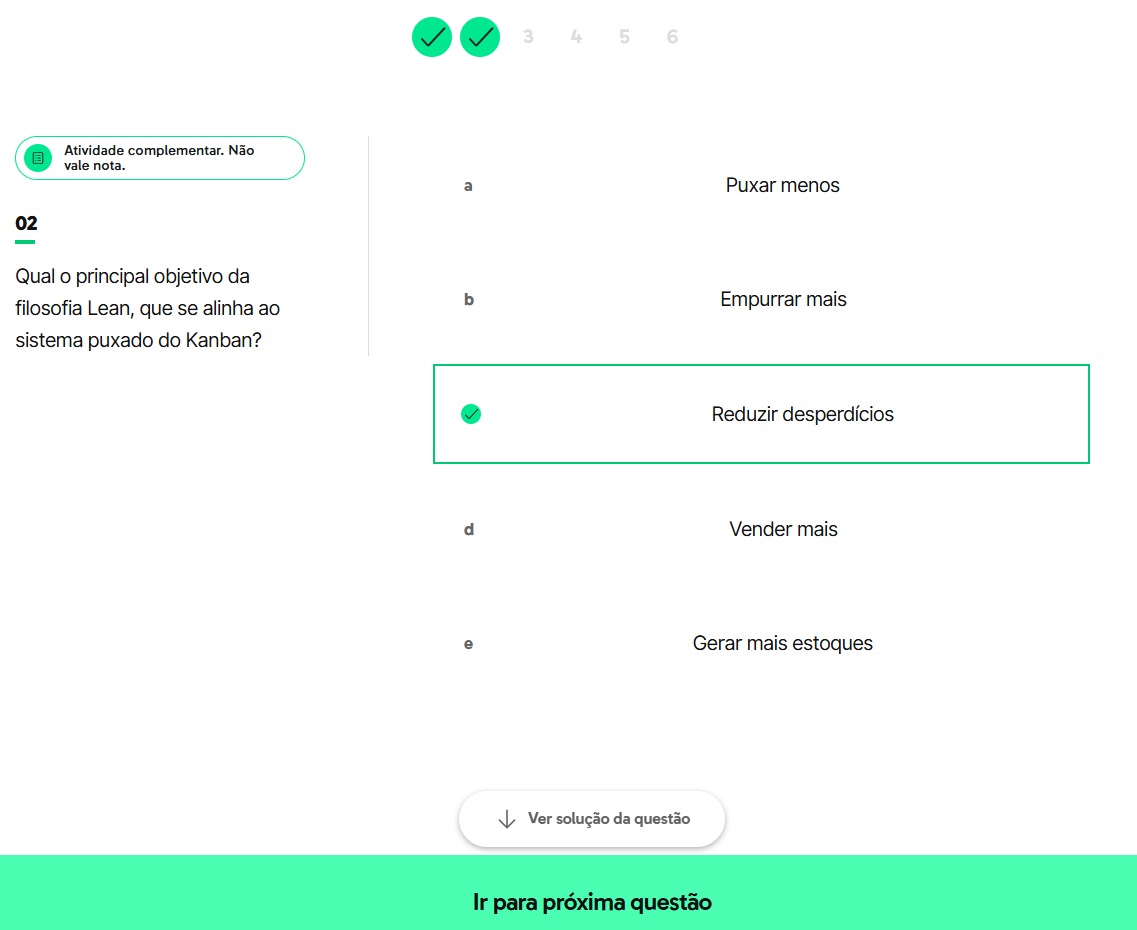 3 4 5 6
Atividade complementar. Não
vale nota.
02
Qual o principal objetivo da
filosofia Lean, que se alinha ao
sistema puxado do Kanban?
a Puxar menos
b Empurrar mais
Reduzir desperdícios
d Vender mais
e Gerar mais estoques
Ver solução da questão
Ir para próxima questão